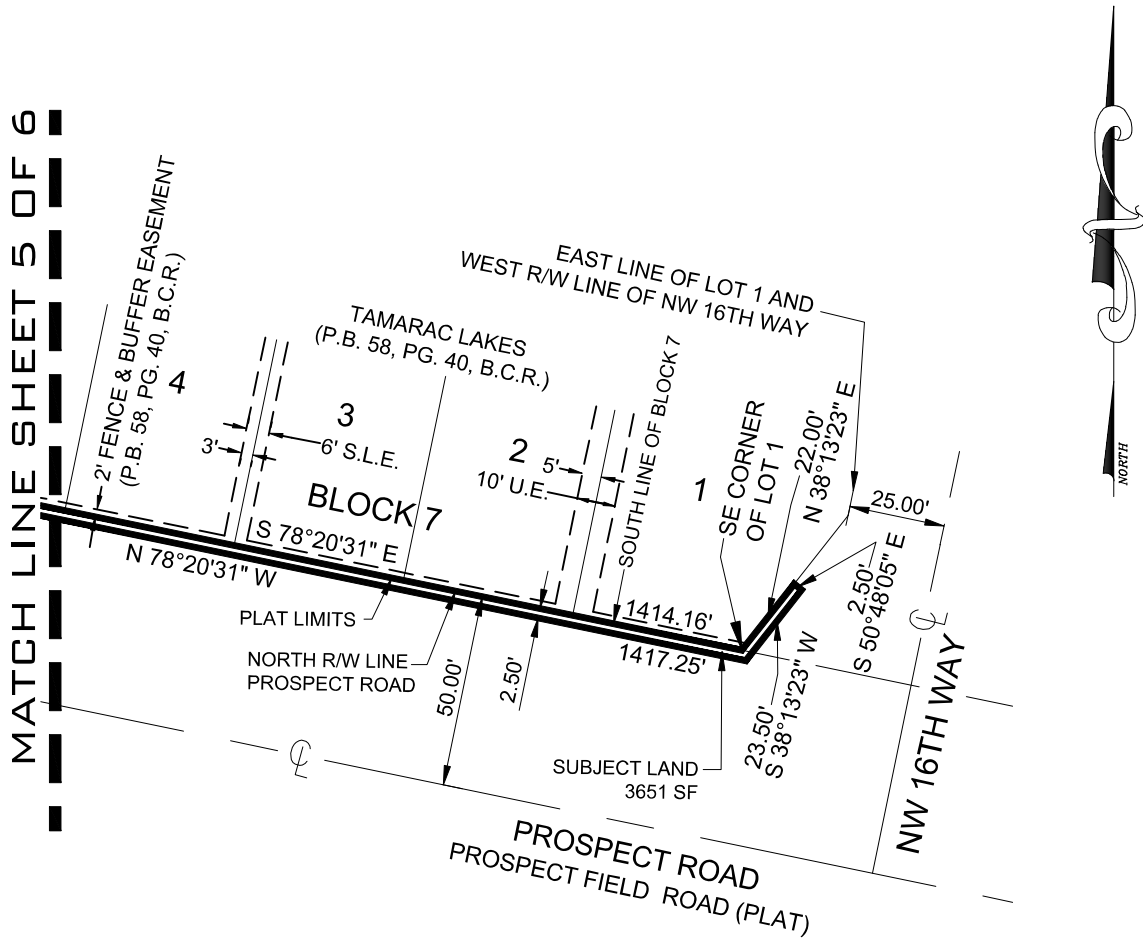 MATCH LINE SHEET 5 OF 6
2' FENCE & BUFFER EASEMENT
(P.B. 58, PG. 40, B.C.R.)
4
TAMARAC LAKES
(P.B. 58, PG. 40, B.C.R.)
EAST LINE OF LOT 1 AND
WEST R/W LINE OF NW 16TH WAY
3
3'
6' S.L.E.
2
5'
10' U.E.
SOUTH LINE OF BLOCK 7
1
SE CORNER
OF LOT 1
22.00'
N 38°13'23" E
25.00'
BLOCK 7
S 78°20'31" E
N 78°20'31" W
2.50'
S 50°48'05" E
1414.16'
1417.25'
PLAT LIMITS
NORTH R/W LINE
PROSPECT ROAD
50.00'
2.50'
23.50'
S 38°13'23" W
SUBJECT LAND
3651 SF
CL
CL
NW 16TH WAY
PROSPECT ROAD
PROSPECT FIELD ROAD (PLAT)
NORTH